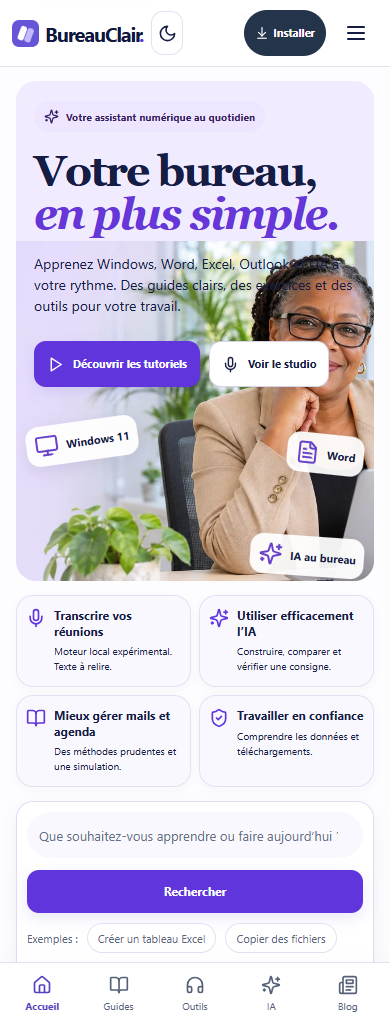 BureauClair.
Installer
Votre assistant numérique au quotidien
Votre bureau,
en plus simple.
Apprenez Windows, Word, Excel, Outlook à
votre rythme. Des guides clairs, des exercices et des
outils pour votre travail.
Découvrir les tutoriels
Voir le studio
Windows 11
Word
IA au bureau
Transcrire vos
réunions
Moteur local expérimental.
Texte à relire.
Utiliser efficacement
l’IA
Construire, comparer et
vérifier une consigne.
Mieux gérer mails et
agenda
Des méthodes prudentes et
une simulation.
Travailler en confiance
Comprendre les données et
téléchargements.
Que souhaitez-vous apprendre ou faire aujourd’hui
Rechercher
Exemples :
Créer un tableau Excel
Copier des fichiers
Accueil
Guides
Outils
IA
Blog